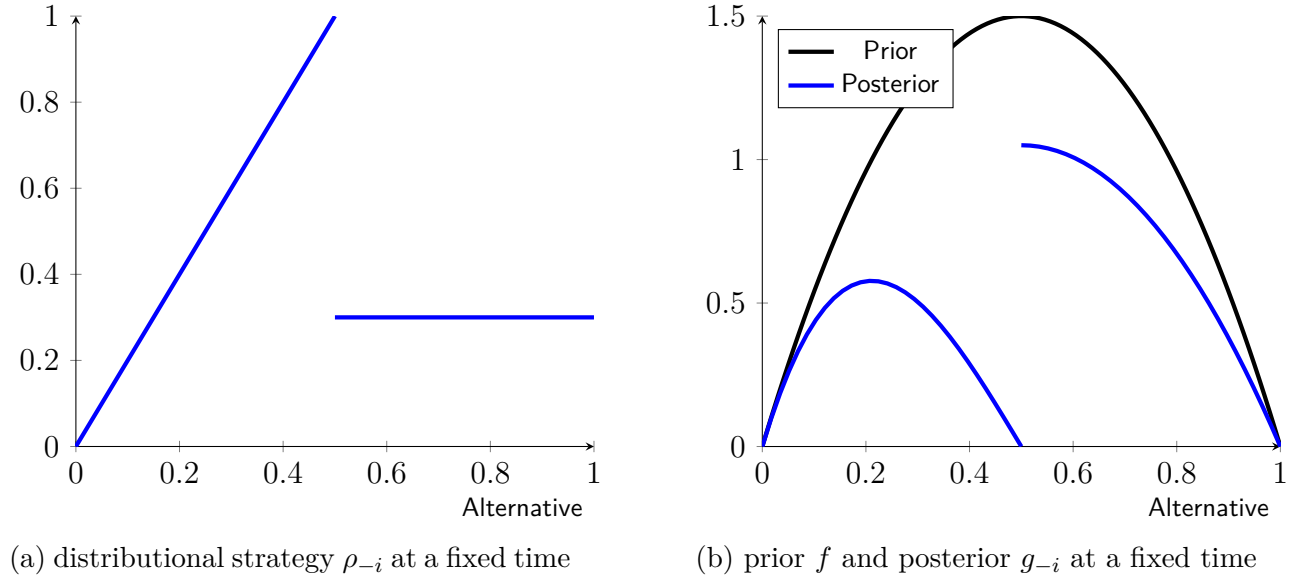 1
0.8
0.6
0.4
0.2
0
0 0.2 0.4 0.6 0.8 1
Alternative
(a) distributional strategy ρ₋ᵢ at a fixed time
1.5
1
0.5
0
Prior
Posterior
0 0.2 0.4 0.6 0.8 1
Alternative
(b) prior f and posterior g₋ᵢ at a fixed time